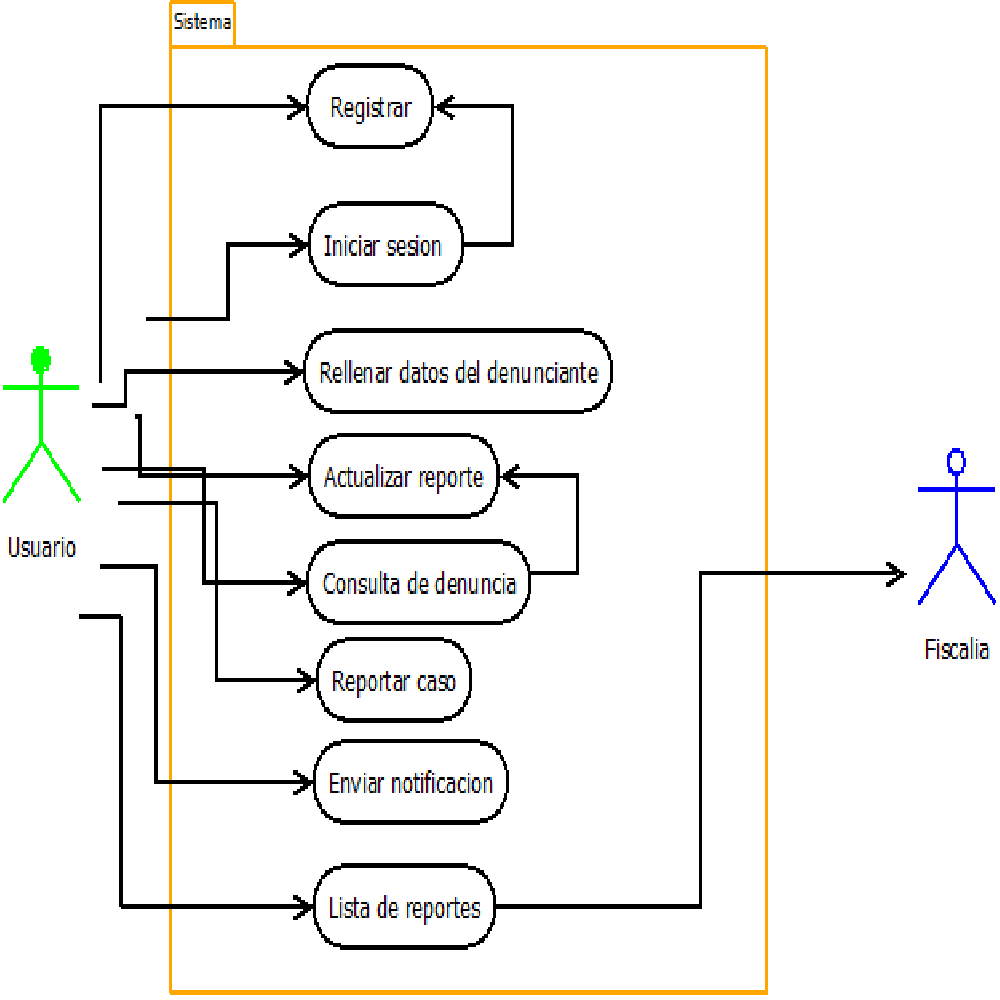 Sistema
Registrar
Iniciar sesion
Rellenar datos del denunciante
Actualizar reporte
Usuario
Consulta de denuncia
Fiscalia
Reportar caso
Enviar notificacion
Lista de reportes